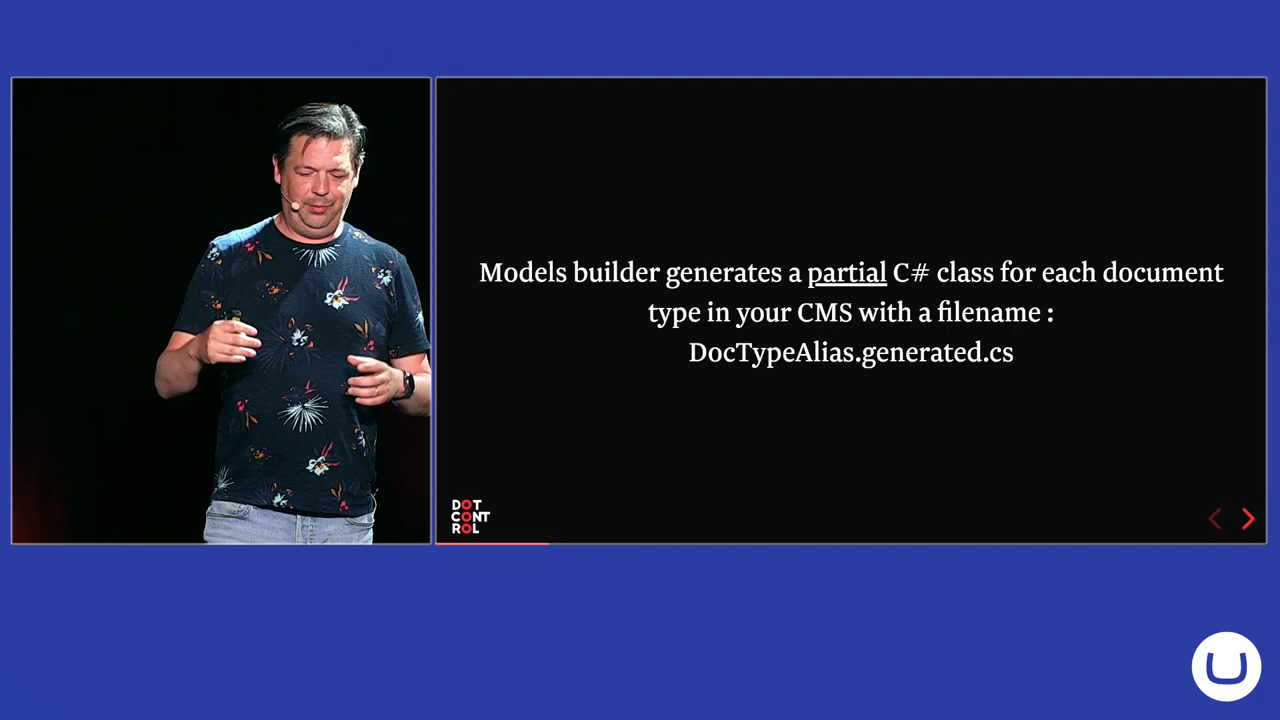 Models builder generates a partial C# class for each document
type in your CMS with a filename :
DocTypeAlias.generated.cs
DOT
CONT
ROL